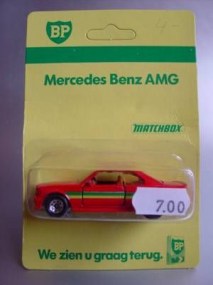 BP
Mercedes Benz AMG
MATCHBOX
7.00
We zien u graag terug.
BP